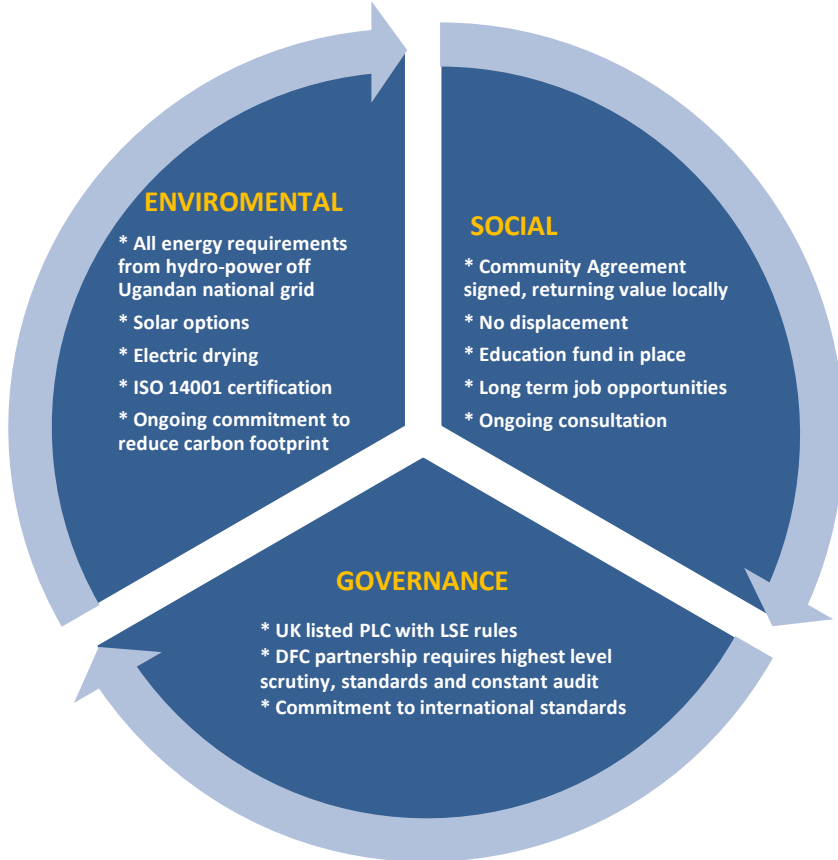 ENVIROMENTAL
* All energy requirements
from hydro-power off
Ugandan national grid
* Solar options
* Electric drying
* ISO 14001 certification
* Ongoing commitment to
reduce carbon footprint
SOCIAL
* Community Agreement
signed, returning value locally
* No displacement
* Education fund in place
* Long term job opportunities
* Ongoing consultation
GOVERNANCE
* UK listed PLC with LSE rules
* DFC partnership requires highest level
scrutiny, standards and constant audit
* Commitment to international standards